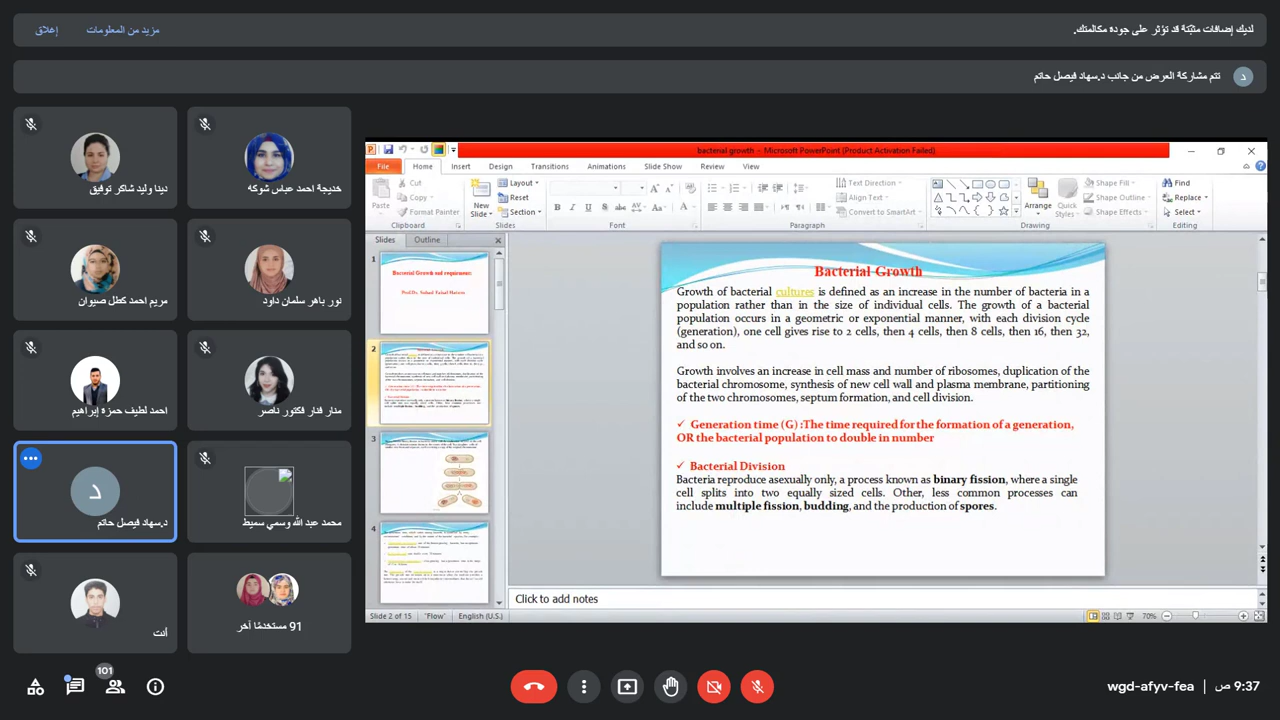 لديك إضافات مثبّتة قد تؤثر على جودة مكالمتك.
مزيد من المعلومات
إغلاق
تتم مشاركة العرض من جانب د.سهاد فيصل حاتم
د
دينا وليد شاكر توفيق
خديجة احمد عباس شوكه
مريم احمد كطل صيوان
نور باهر سلمان داود
احمد لطيف حمزه إبراهيم
منار فنار فكتور ناصر
د
د.سهاد فيصل حاتم
محمد عبد الله وسمي سميط
أنت
91 مستخدمًا آخر
bacterial growth - Microsoft PowerPoint (Product Activation Failed)
File Home Insert Design Transitions Animations Slide Show Review View
Paste
Cut
Copy
Format Painter
Clipboard
New Slide
Layout
Reset
Section
Slides
Font
Paragraph
Text Direction
Align Text
Convert to SmartArt
Arrange
Quick Styles
Shape Fill
Shape Outline
Shape Effects
Drawing
Find
Replace
Select
Editing
Slides Outline
1
Bacterial Growth and requirments:
Prof.Dr. Suhad Faisal Hatem
2
3
4
Bacterial Growth
Growth of bacterial cultures is defined as an increase in the number of bacteria in a
population rather than in the size of individual cells. The growth of a bacterial
population occurs in a geometric or exponential manner, with each division cycle
(generation), one cell gives rise to 2 cells, then 4 cells, then 8 cells, then 16, then 32,
and so on.
Growth involves an increase in the size and number of ribosomes, duplication of the
bacterial chromosome, synthesis of new cell wall and plasma membrane, partitioning
of the two chromosomes, septum formation, and cell division.
✓ Generation time (G) :The time required for the formation of a generation,
OR the bacterial population to double in number
✓ Bacterial Division
Bacteria reproduce asexually only, a process known as binary fission, where a single
cell splits into two equally sized cells. Other, less common processes can
include multiple fission, budding, and the production of spores.
Click to add notes
Slide 2 of 15 "Flow" English (U.S.) 70%
101
wgd-afyv-fea | 9:37 ص